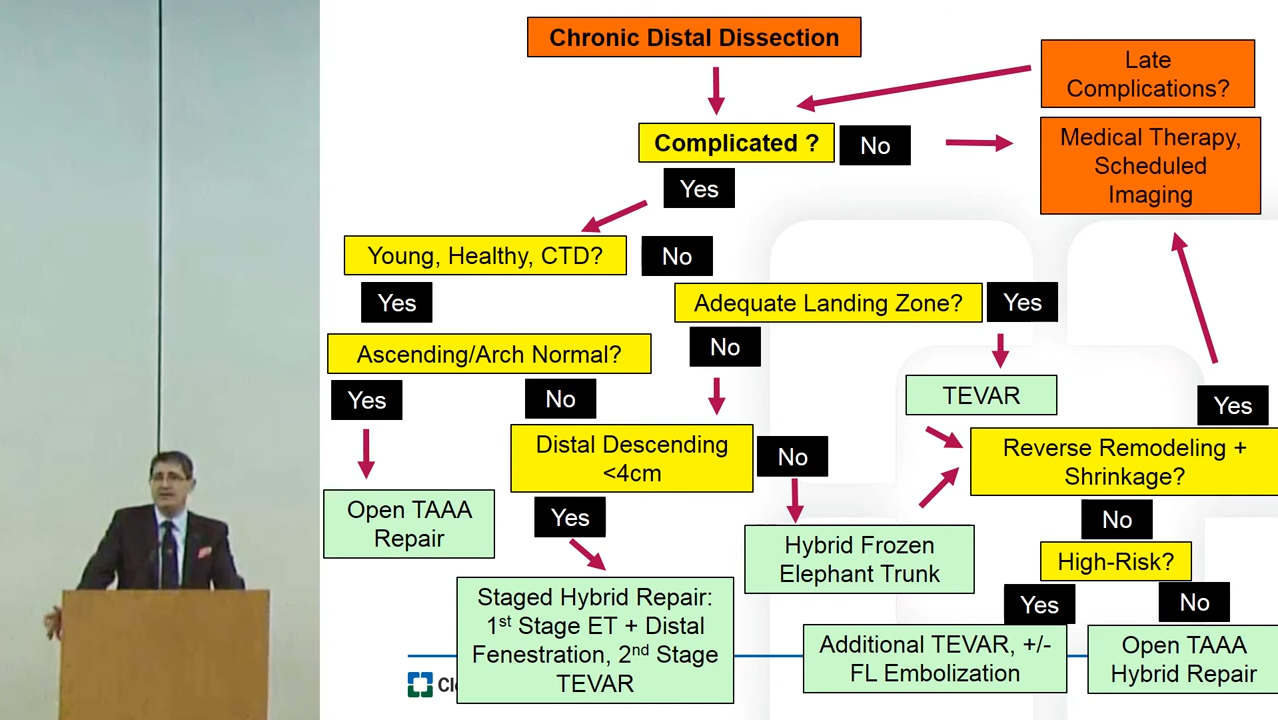 Chronic Distal Dissection
Late
Complications?
Complicated ?
No
Medical Therapy,
Scheduled
Imaging
Yes
Young, Healthy, CTD?
No
Yes
Adequate Landing Zone?
Yes
Ascending/Arch Normal?
No
Yes
No
TEVAR
Yes
Distal Descending
<4cm
No
Reverse Remodeling +
Shrinkage?
Yes
No
Open TAAA
Repair
Hybrid Frozen
Elephant Trunk
High-Risk?
Yes
No
Staged Hybrid Repair:
1st Stage ET + Distal
Fenestration, 2nd Stage
TEVAR
Additional TEVAR, +/-
FL Embolization
Open TAAA
Hybrid Repair